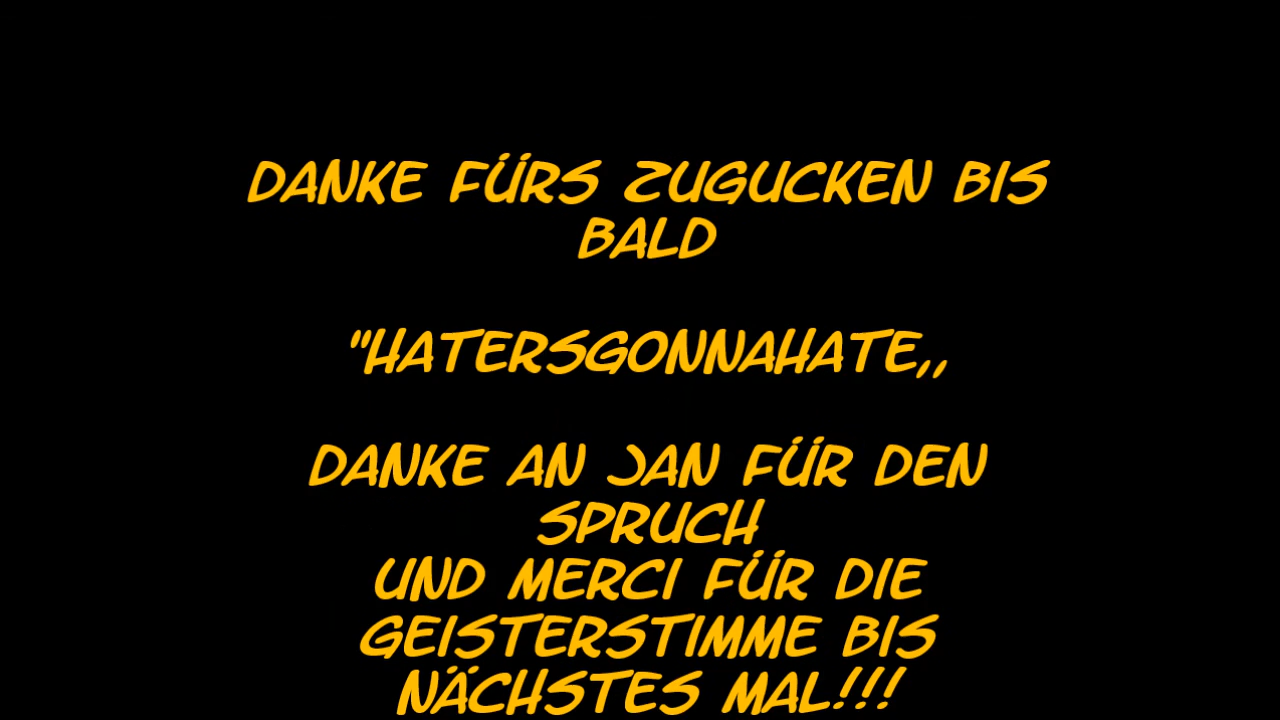 DANKE FÜRS ZUGUCKEN BIS
BALD
"HATERSGONNAHATE,,
DANKE AN JAN FÜR DEN
SPRUCH
UND MERCI FÜR DIE
GEISTERSTIMME BIS
NÄCHSTES MAL!!!